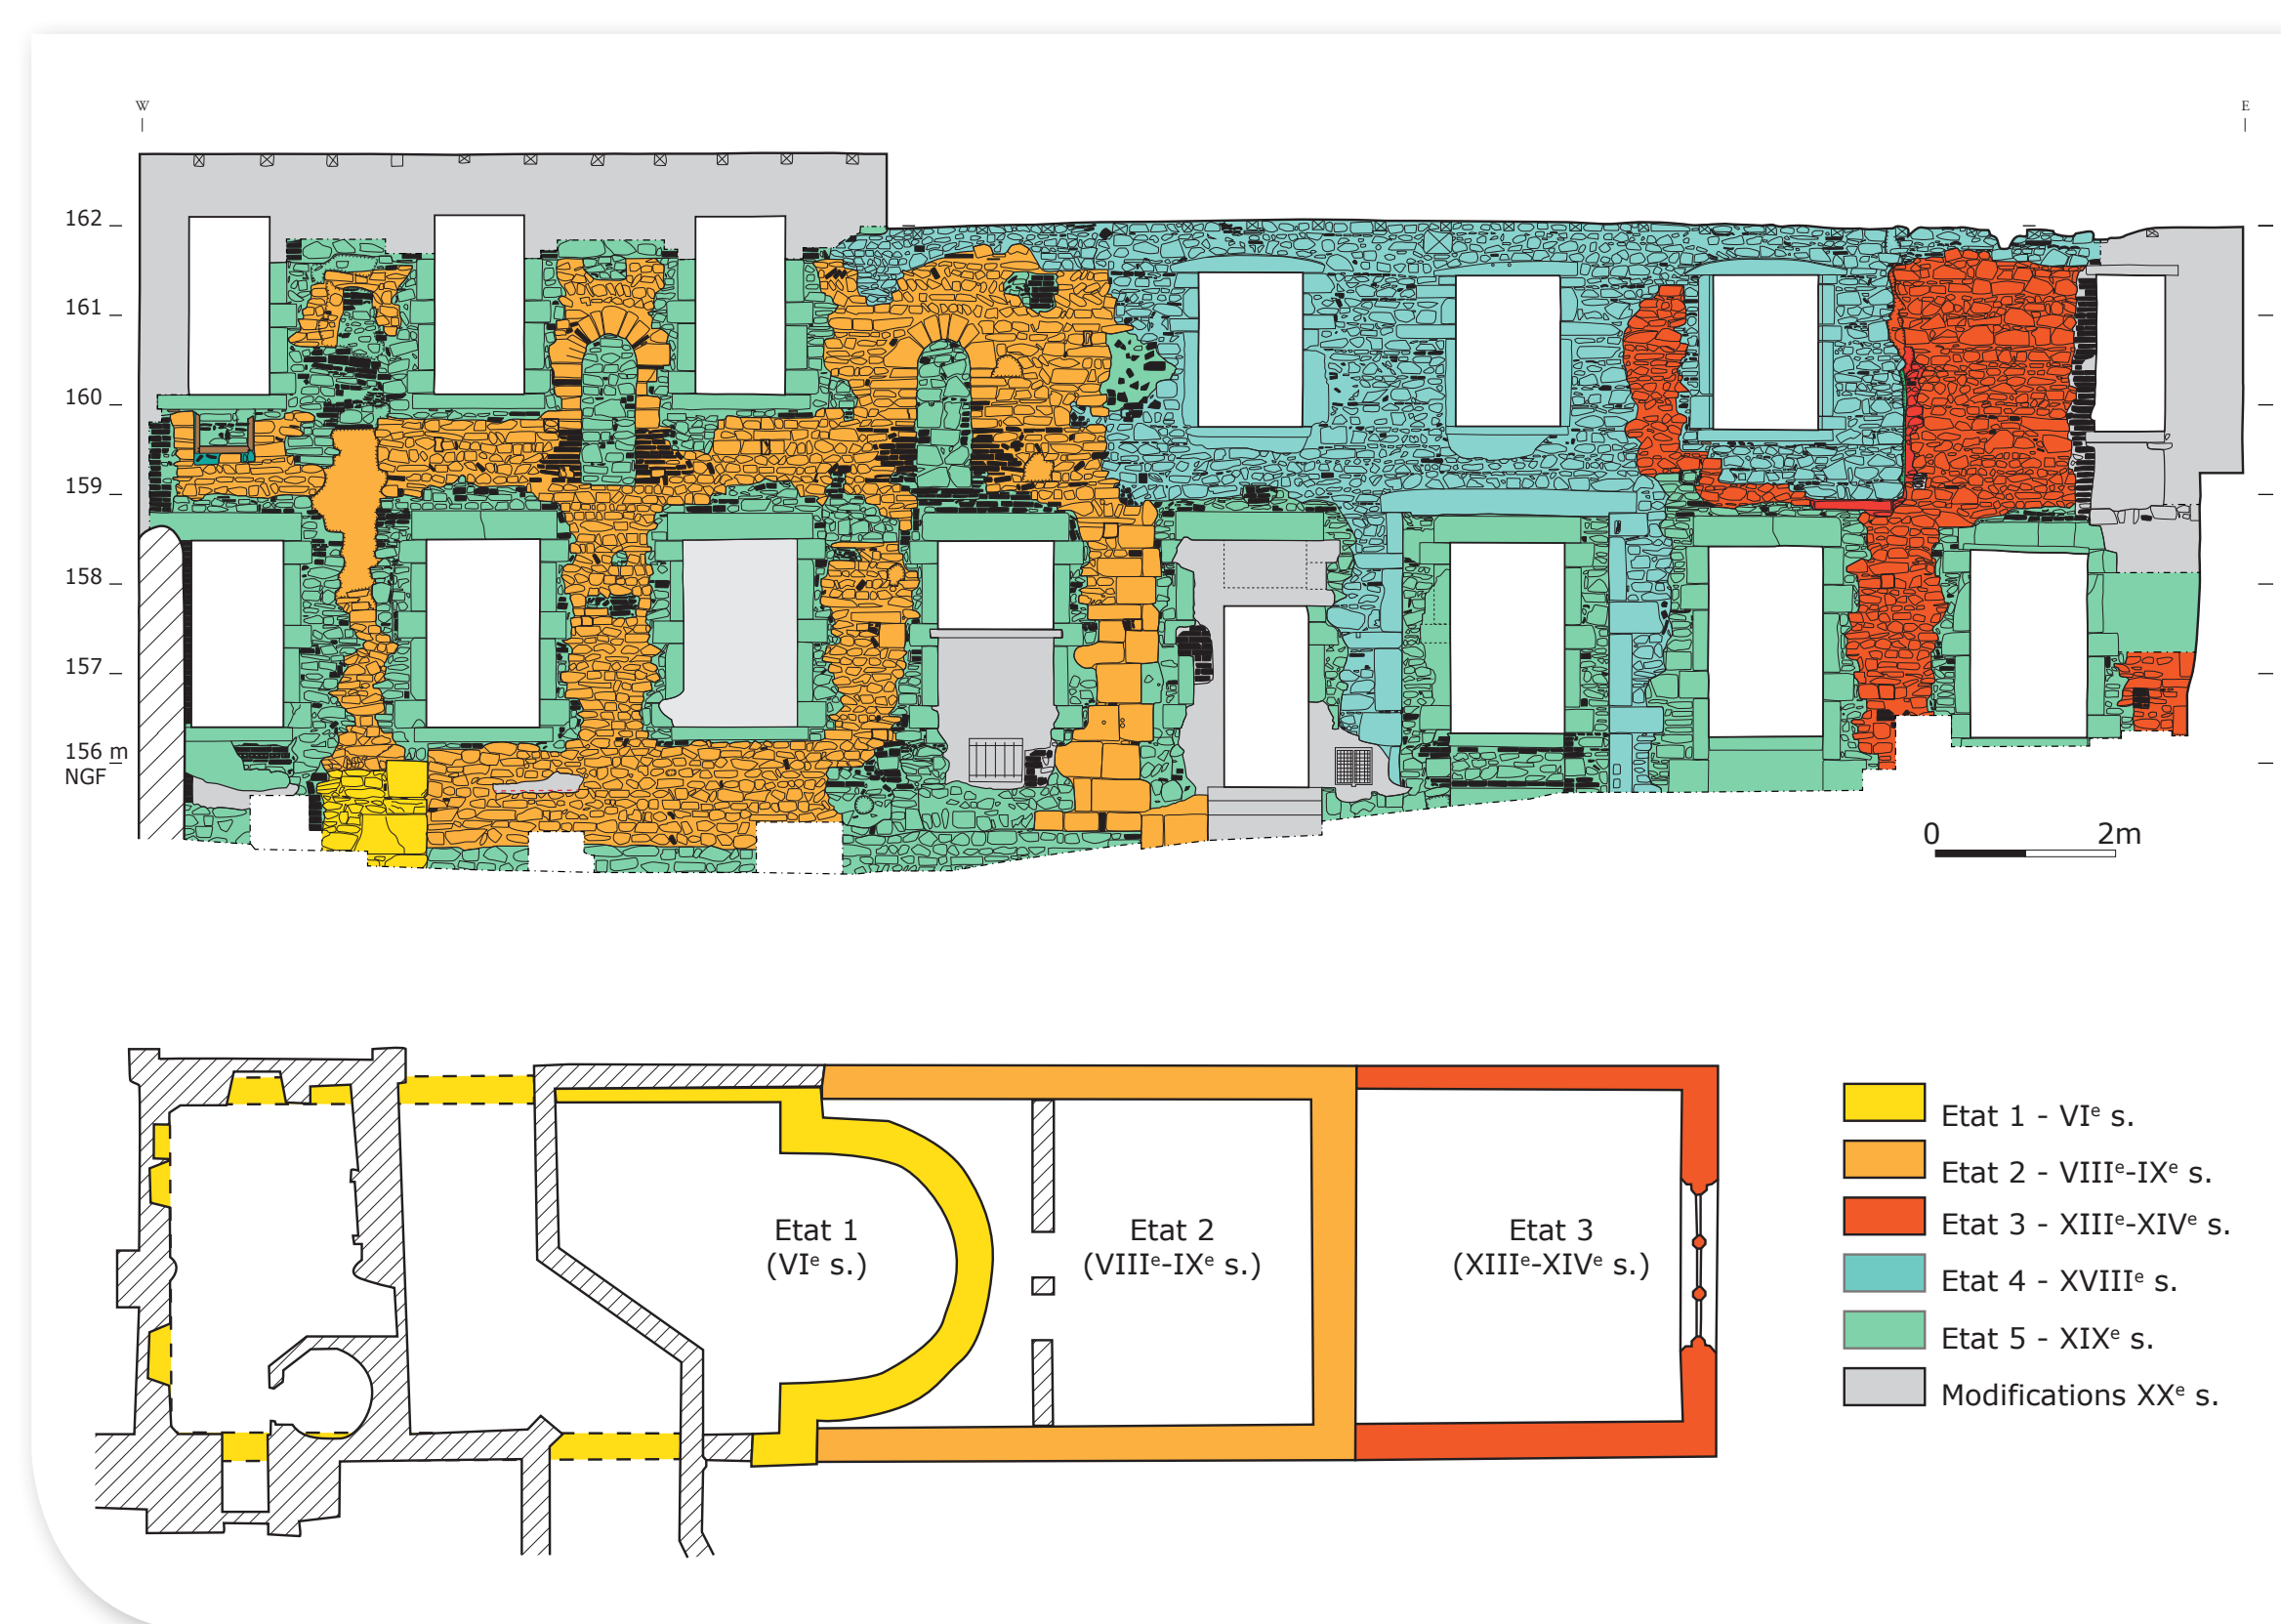 W
E
162
161
160
159
158
157
156 m
NGF
0 2m
Etat 1
(VIᵉ s.)
Etat 2
(VIIIᵉ-IXᵉ s.)
Etat 3
(XIIIᵉ-XIVᵉ s.)
Etat 1 - VIᵉ s.
Etat 2 - VIIIᵉ-IXᵉ s.
Etat 3 - XIIIᵉ-XIVᵉ s.
Etat 4 - XVIIIᵉ s.
Etat 5 - XIXᵉ s.
Modifications XXᵉ s.